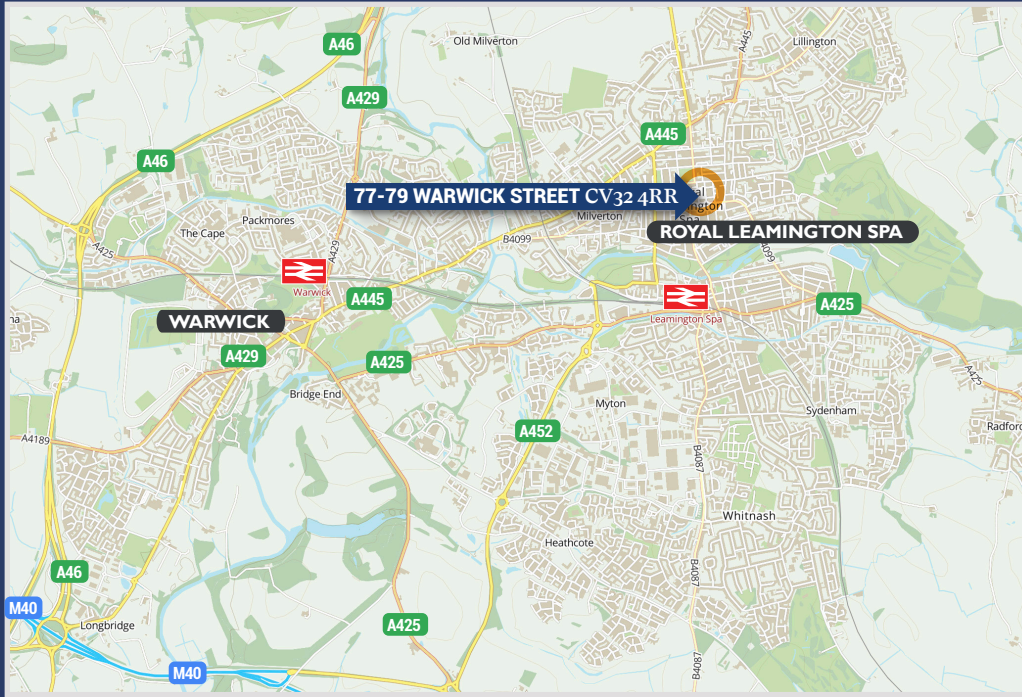 A46
Old Milverton
A445
Lillington
A429
A445
A46
77-79 WARWICK STREET CV32 4RR
Milverton
Spa
Packmores
The Cape
A425
A429
B4099
ROYAL LEAMINGTON SPA
Warwick
A445
Leamington Spa
A425
WARWICK
A429
A425
Bridge End
Myton
Sydenham
A425
A4189
A452
Radford
B4087
Whitnash
Heathcote
A46
B4087
M40
Longbridge
A425
M40
B4087